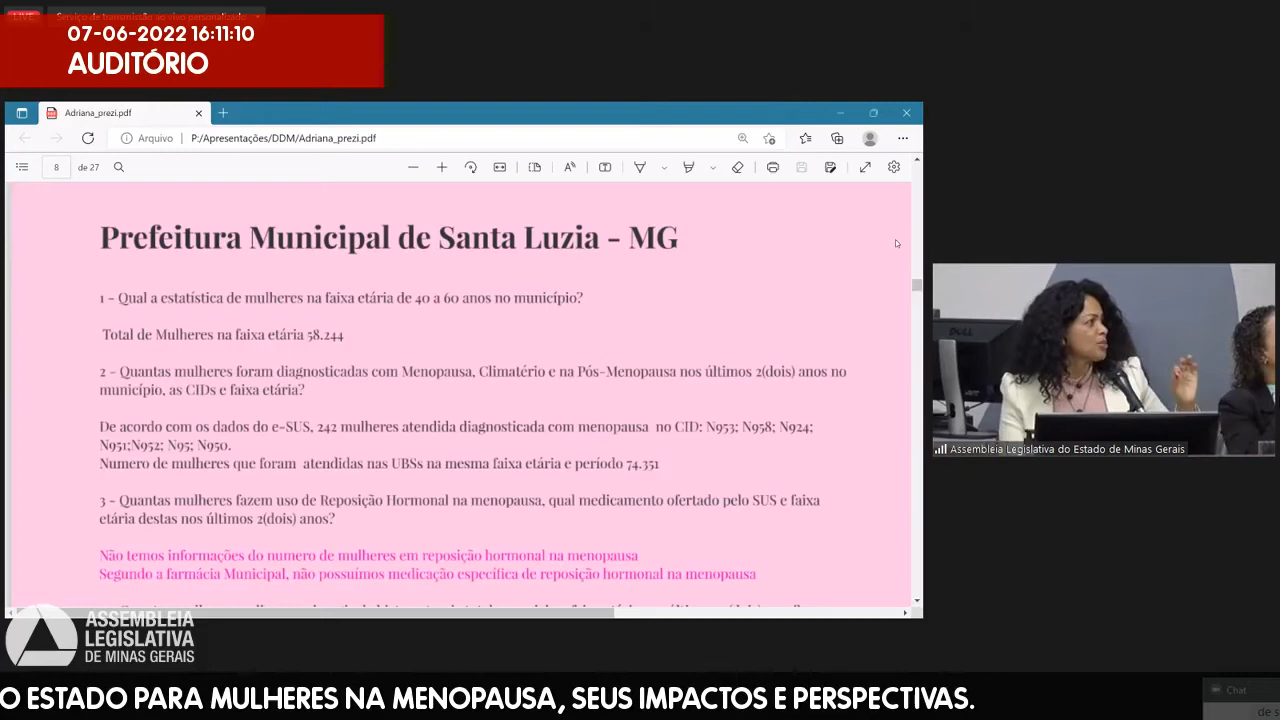 LIVE
Serviço de transmissão ao vivo personalizado
07-06-2022 16:11:10
AUDITÓRIO
Adriana_prezi.pdf
Arquivo | P:/Apresentações/DDM/Adriana_prezi.pdf
8 de 27
Prefeitura Municipal de Santa Luzia - MG
1 - Qual a estatística de mulheres na faixa etária de 40 a 60 anos no município?
Total de Mulheres na faixa etária 58.244
2 - Quantas mulheres foram diagnosticadas com Menopausa, Climatério e na Pós-Menopausa nos últimos 2(dois) anos no
município, as CIDs e faixa etária?
De acordo com os dados do e-SUS, 242 mulheres atendida diagnosticada com menopausa no CID: N953; N958; N924;
N951;N952; N95; N950.
Numero de mulheres que foram atendidas nas UBSs na mesma faixa etária e período 74.351
3 - Quantas mulheres fazem uso de Reposição Hormonal na menopausa, qual medicamento ofertado pelo SUS e faixa
etária destas nos últimos 2(dois) anos?
Não temos informações do numero de mulheres em reposição hormonal na menopausa
Segundo a farmácia Municipal, não possuímos medicação específica de reposição hormonal na menopausa
DELL
Assembleia Legislativa do Estado de Minas Gerais
ASSEMBLEIA
LEGISLATIVA
DE MINAS GERAIS
O ESTADO PARA MULHERES NA MENOPAUSA, SEUS IMPACTOS E PERSPECTIVAS.
Chat
de s